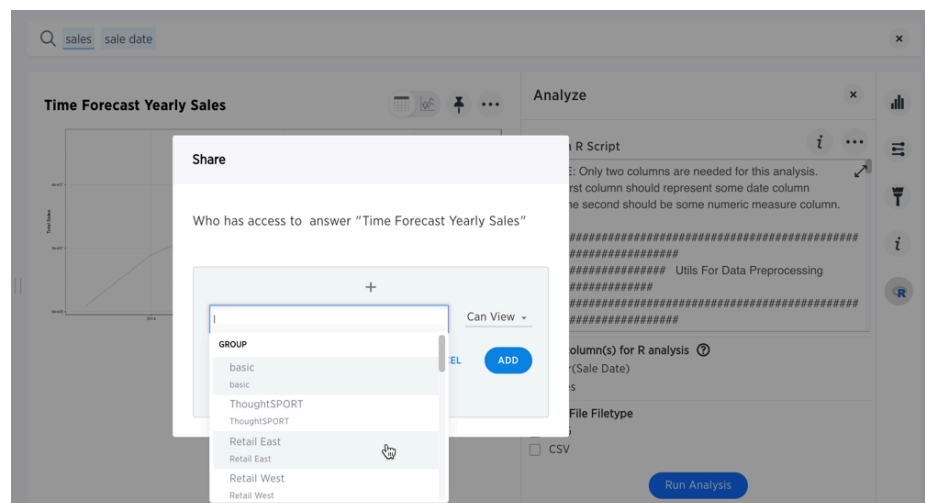 sales sale date
Time Forecast Yearly Sales
Total Sales
2014
Analyze
R Script
: Only two columns are needed for this analysis.
rst column should represent some date column
he second should be some numeric measure column.
Utils For Data Preprocessing
olumn(s) for R analysis
(Sale Date)
File Filetype
CSV
Run Analysis
Share
Who has access to answer "Time Forecast Yearly Sales"
+
Can View
GROUP
basic
basic
ThoughtSPORT
ThoughtSPORT
Retail East
Retail East
Retail West
Retail West
EL
ADD